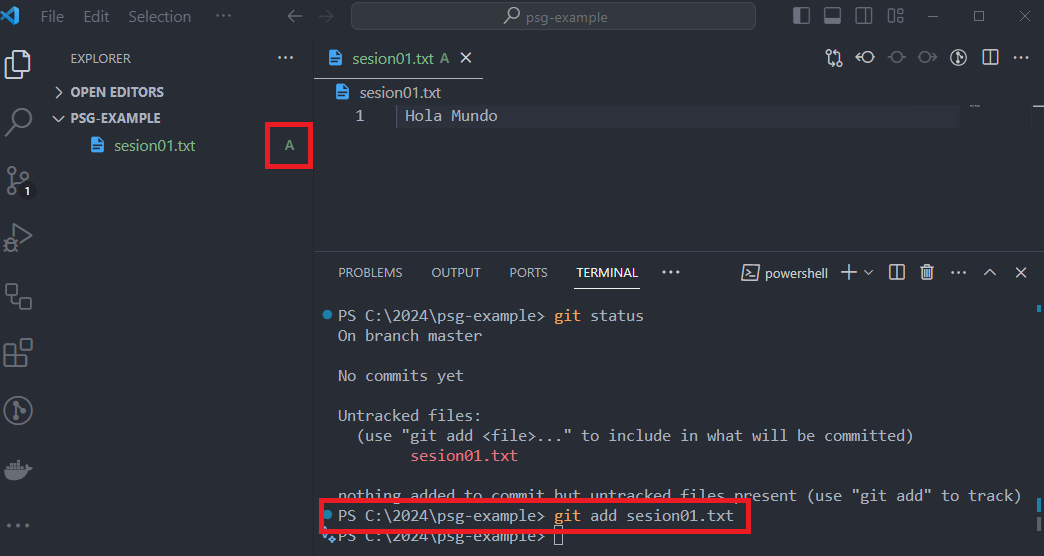 File Edit Selection ···
psg-example
EXPLORER ···
OPEN EDITORS
PSG-EXAMPLE
sesion01.txt A
1
sesion01.txt A
sesion01.txt
1 Hola Mundo
PROBLEMS OUTPUT PORTS TERMINAL ···
powershell
PS C:\2024\psg-example> git status
On branch master
No commits yet
Untracked files:
(use "git add <file>..." to include in what will be committed)
sesion01.txt
nothing added to commit but untracked files present (use "git add" to track)
PS C:\2024\psg-example> git add sesion01.txt
PS C:\2024\psg-example>